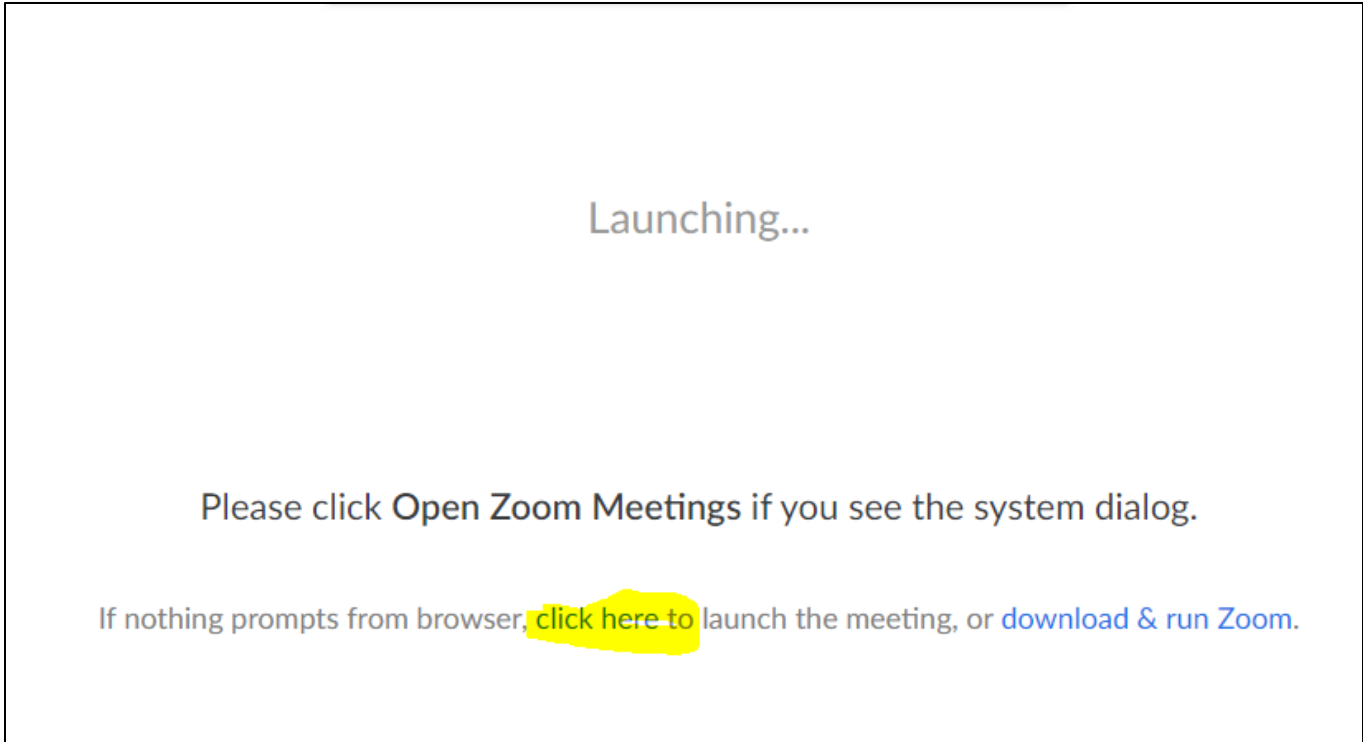 Launching...
Please click Open Zoom Meetings if you see the system dialog.
If nothing prompts from browser, click here to launch the meeting, or download & run Zoom.